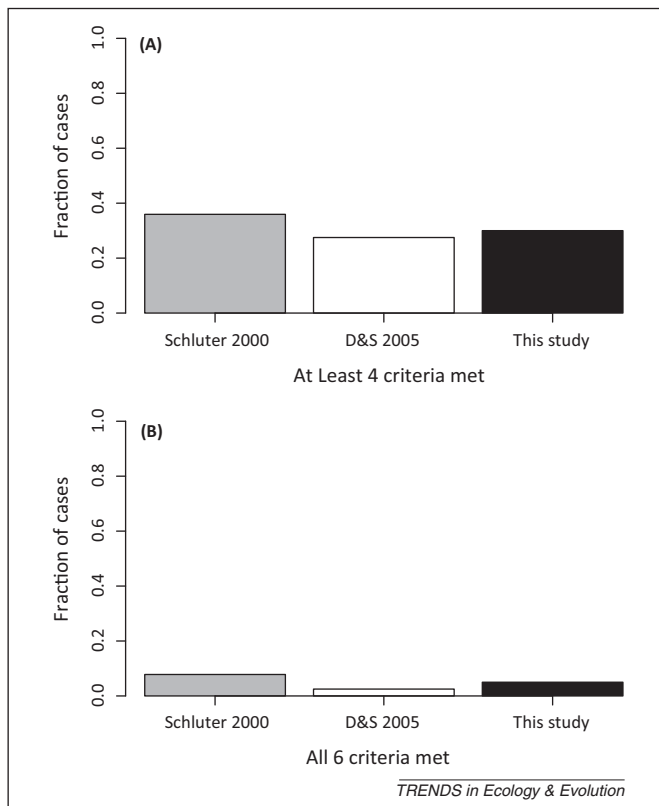 (A)
Fraction of cases
1.0
0.8
0.6
0.4
0.2
0.0
Schluter 2000 D&S 2005 This study
At Least 4 criteria met
(B)
Fraction of cases
1.0
0.8
0.6
0.4
0.2
0.0
Schluter 2000 D&S 2005 This study
All 6 criteria met
TRENDS in Ecology & Evolution